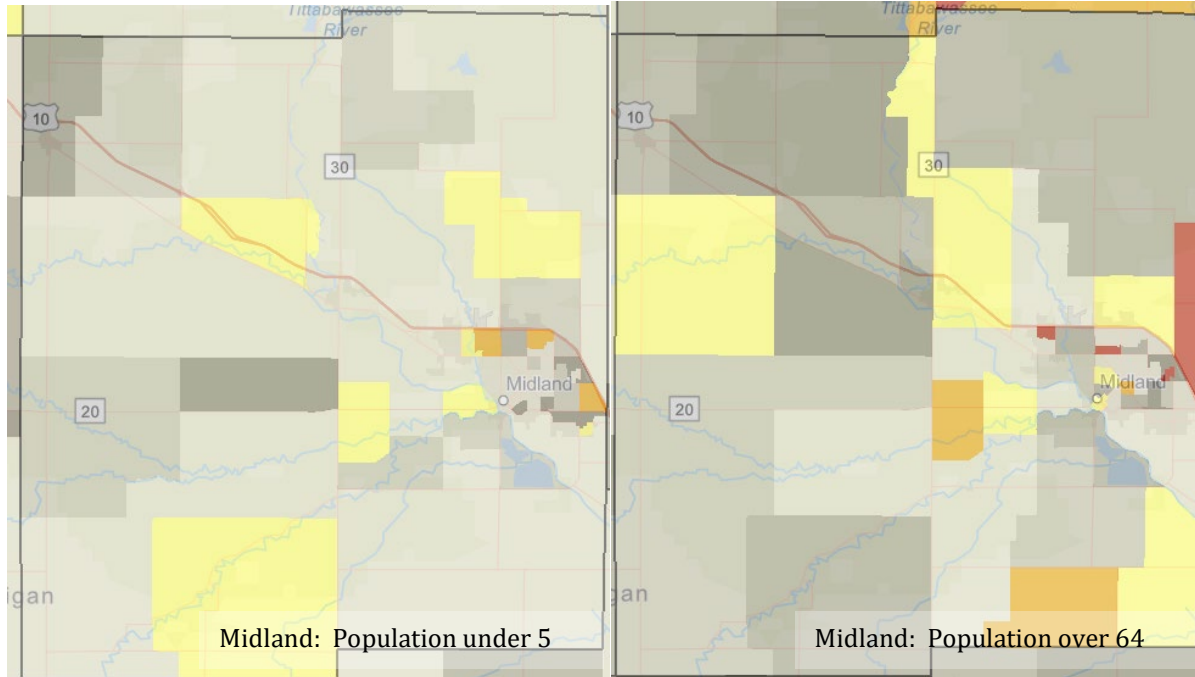 Tittabawassee
River
10
30
Midland
20
igan
Midland: Population under 5
Tittabawassee
River
10
30
Midland
20
gan
Midland: Population over 64